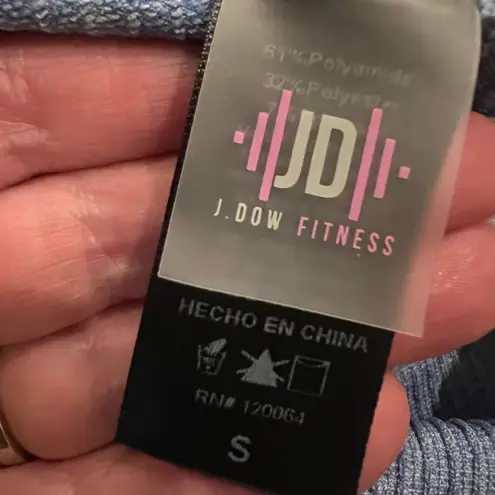 61% Polyamide
32% Polyester
JD
J. DOW FITNESS
HECHO EN CHINA
RN# 120064
S